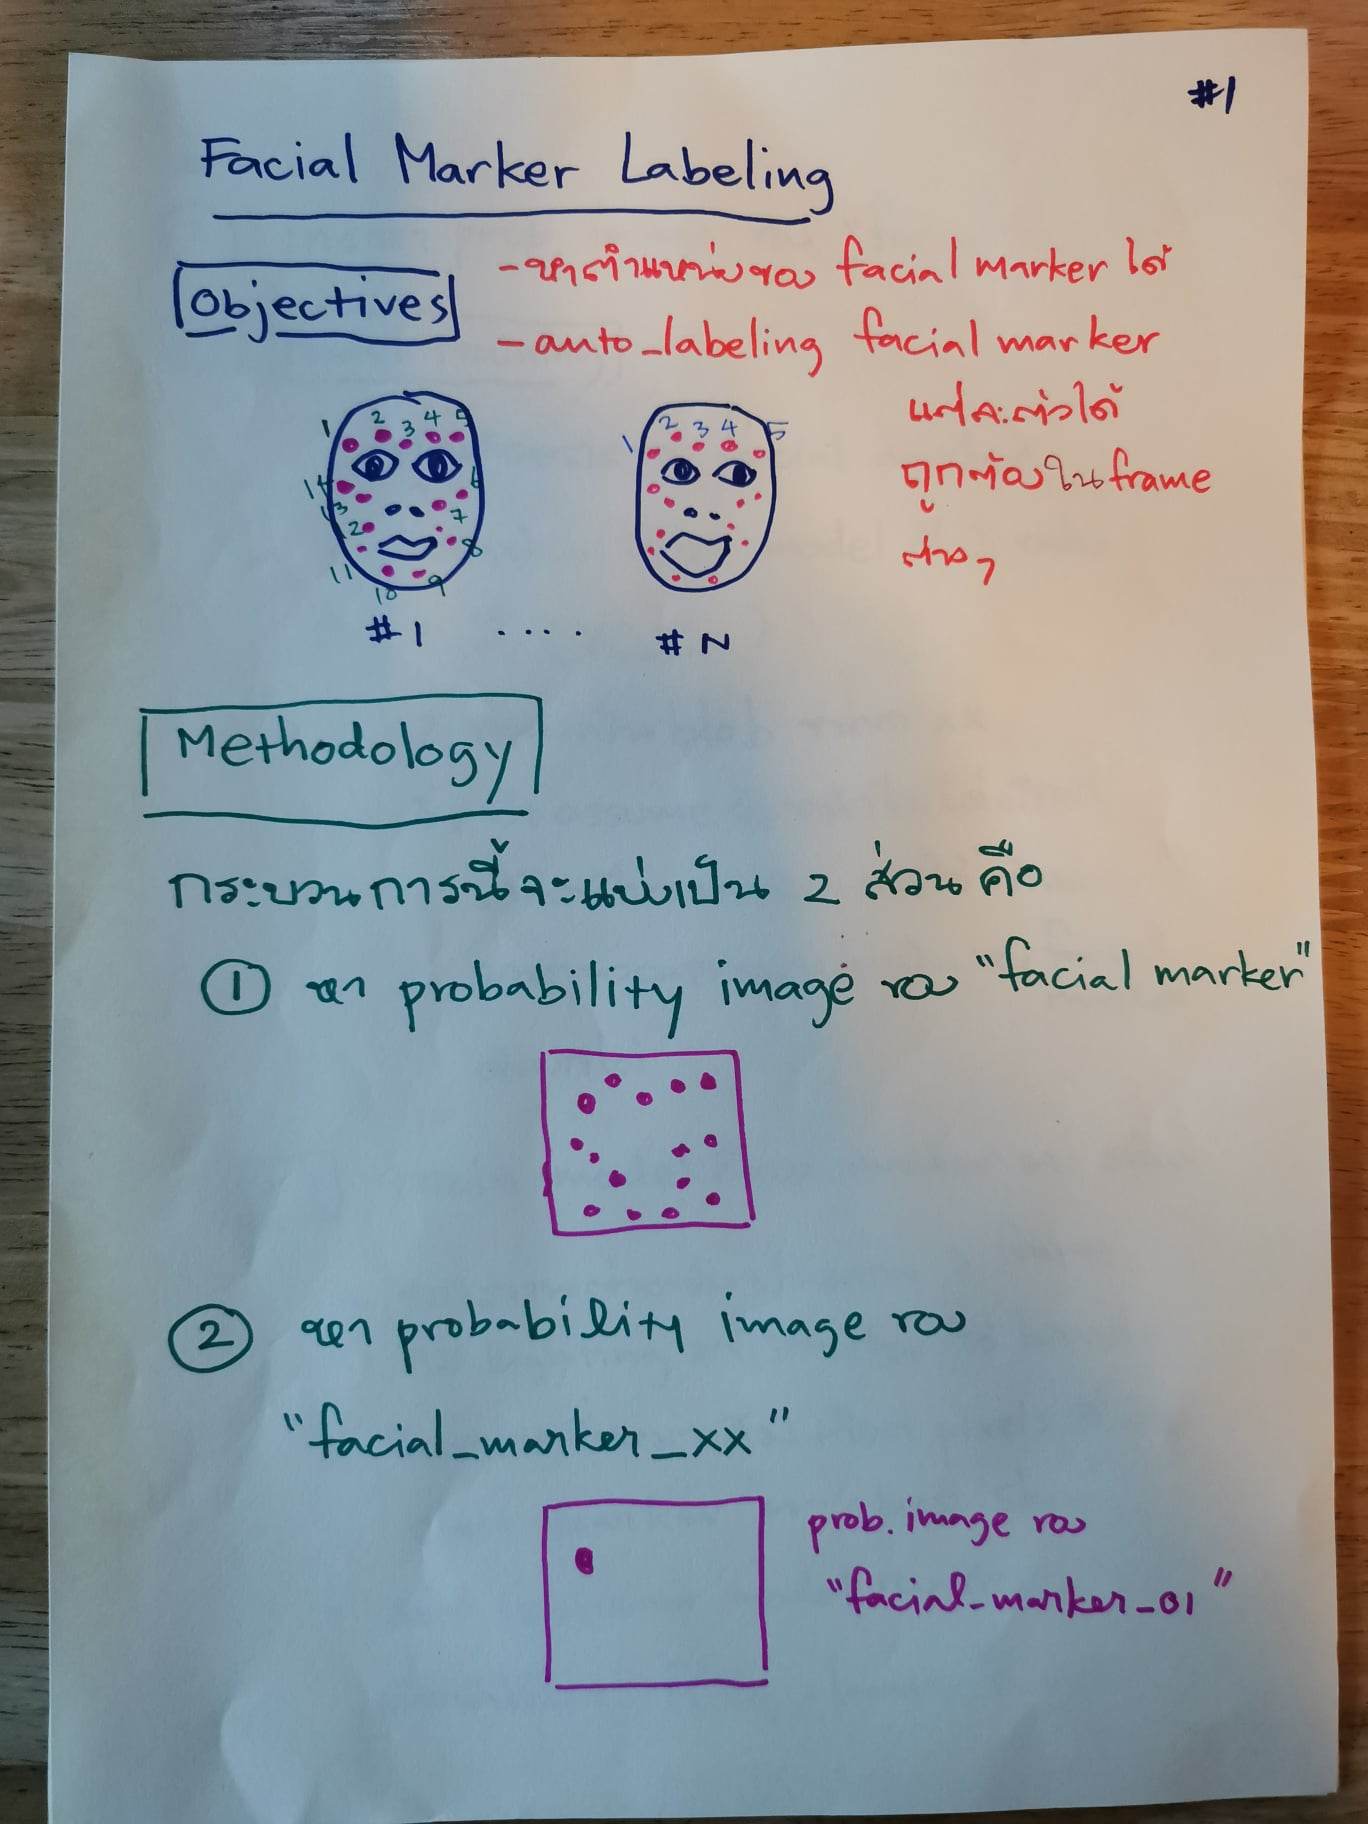 #1
Facial Marker Labeling
Objectives
- หาตำแหน่งของ facial marker ได้
- auto_labeling facial marker
แต่ละตัวได้
ถูกต้องในframe
ต่างๆ
1 2 3 4 5
1 2 3 4 5
14 6
13 7
12 8
11 10 9
#1 .... #N
Methodology
กระบวนการนี้จะแบ่งเป็น 2 ส่วน คือ
① หา probability image ของ "facial marker"
② หา probability image ของ
"facial_marker_xx"
prob. image ของ
"facial_marker_01"